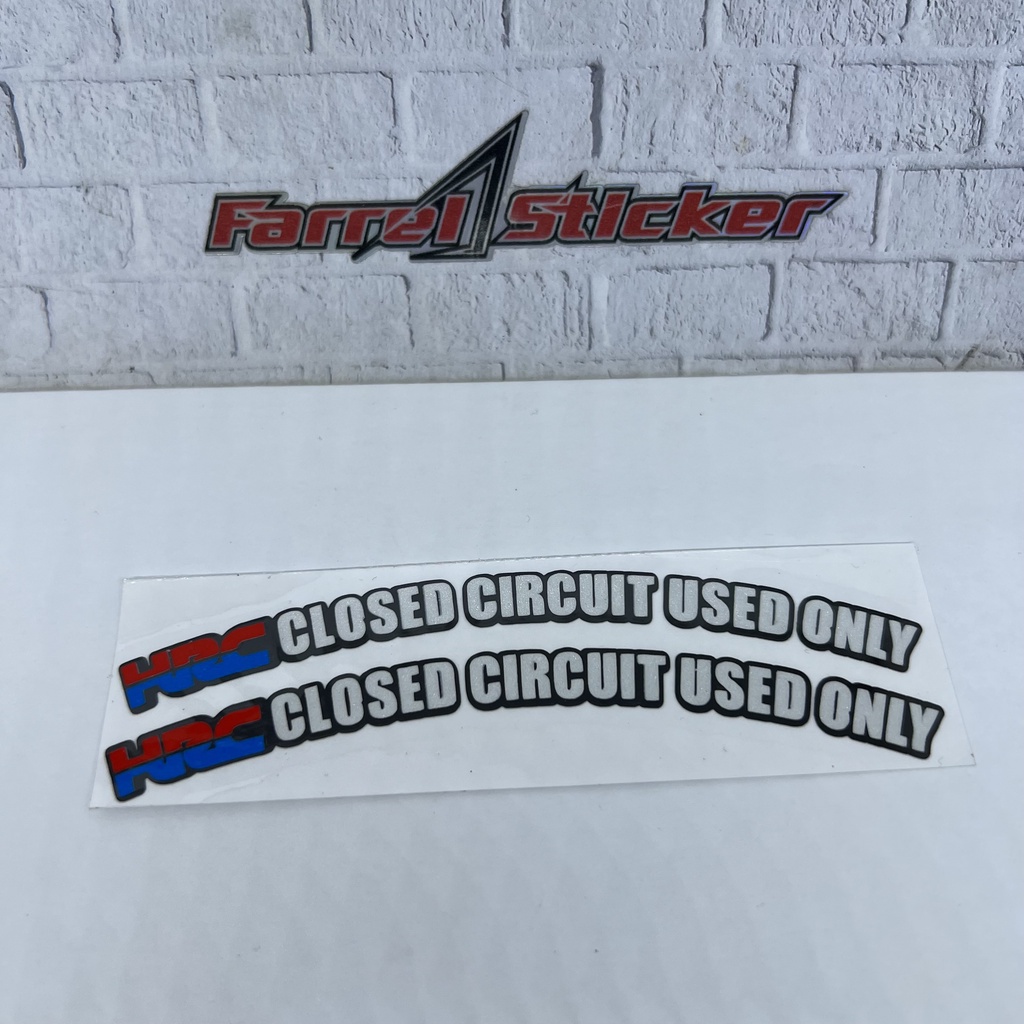 Farrel Sticker
HRC CLOSED CIRCUIT USED ONLY
HRC CLOSED CIRCUIT USED ONLY